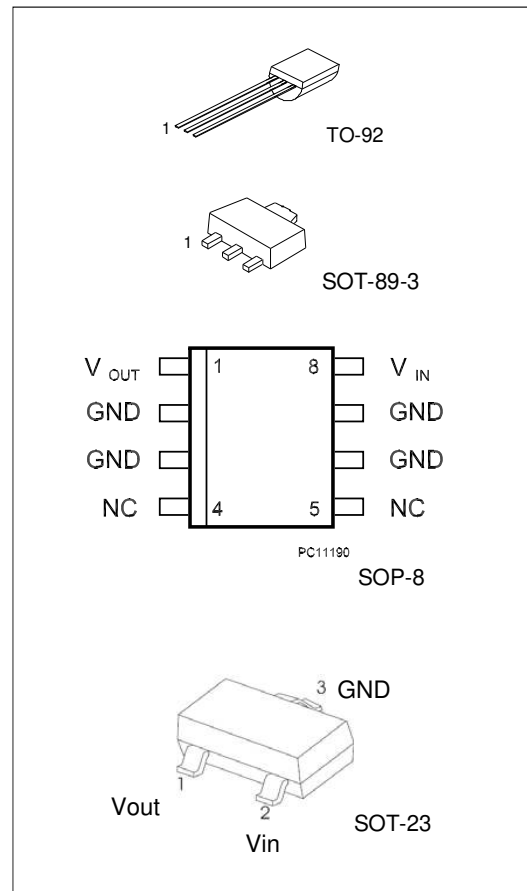 1
TO-92
1
SOT-89-3
V OUT 1 8 V IN
GND GND
GND GND
NC 4 5 NC
PC11190
SOP-8
3 GND
1
Vout
2
Vin
SOT-23